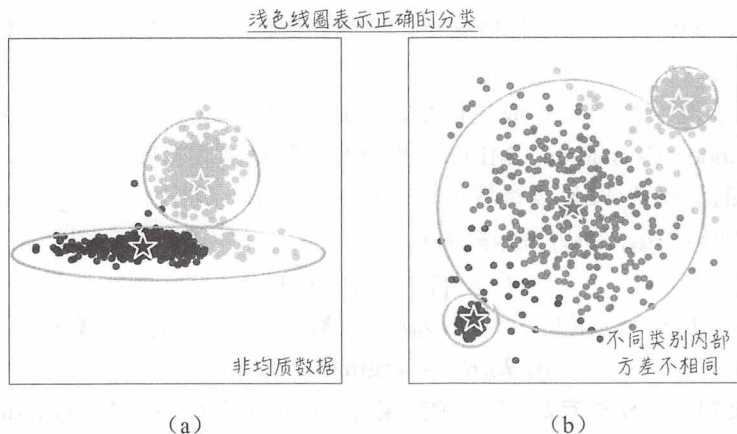 浅色线圈表示正确的分类
非均质数据
不同类别内部
方差不相同
(a)
(b)